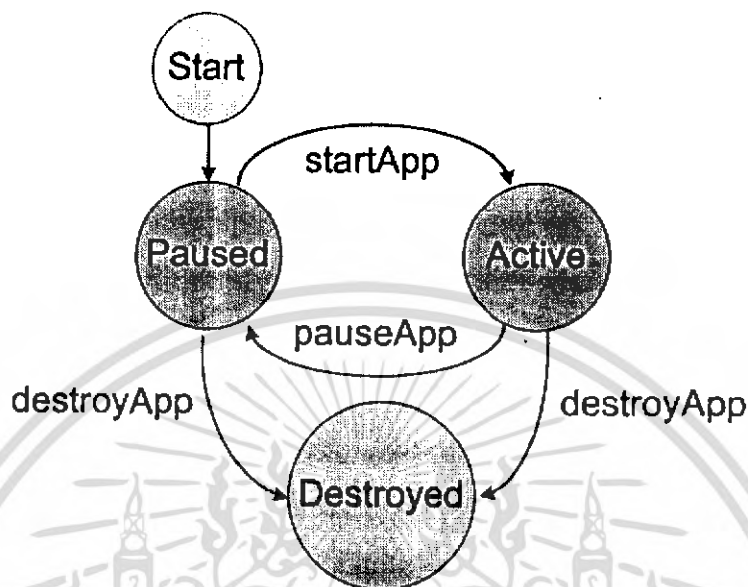 Start
startApp
Paused
Active
pauseApp
destroyApp
destroyApp
Destroyed